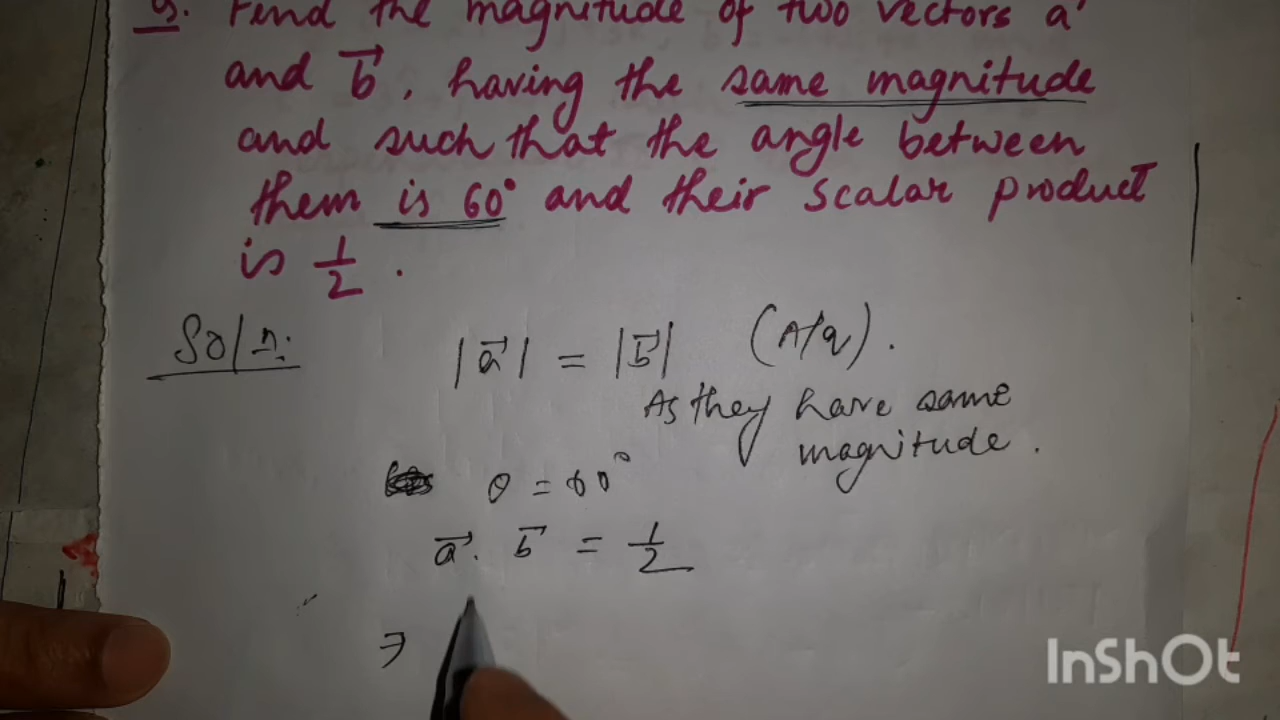 9. Find the magnitude of two vectors a⃗
and b⃗, having the same magnitude
and such that the angle between
them is 60° and their scalar product
is 1/2.
Soln:
|a⃗| = |b⃗| (A/q).
As they have same
magnitude.
θ = 60°
a⃗. b⃗ = 1/2
⇒
InShOt